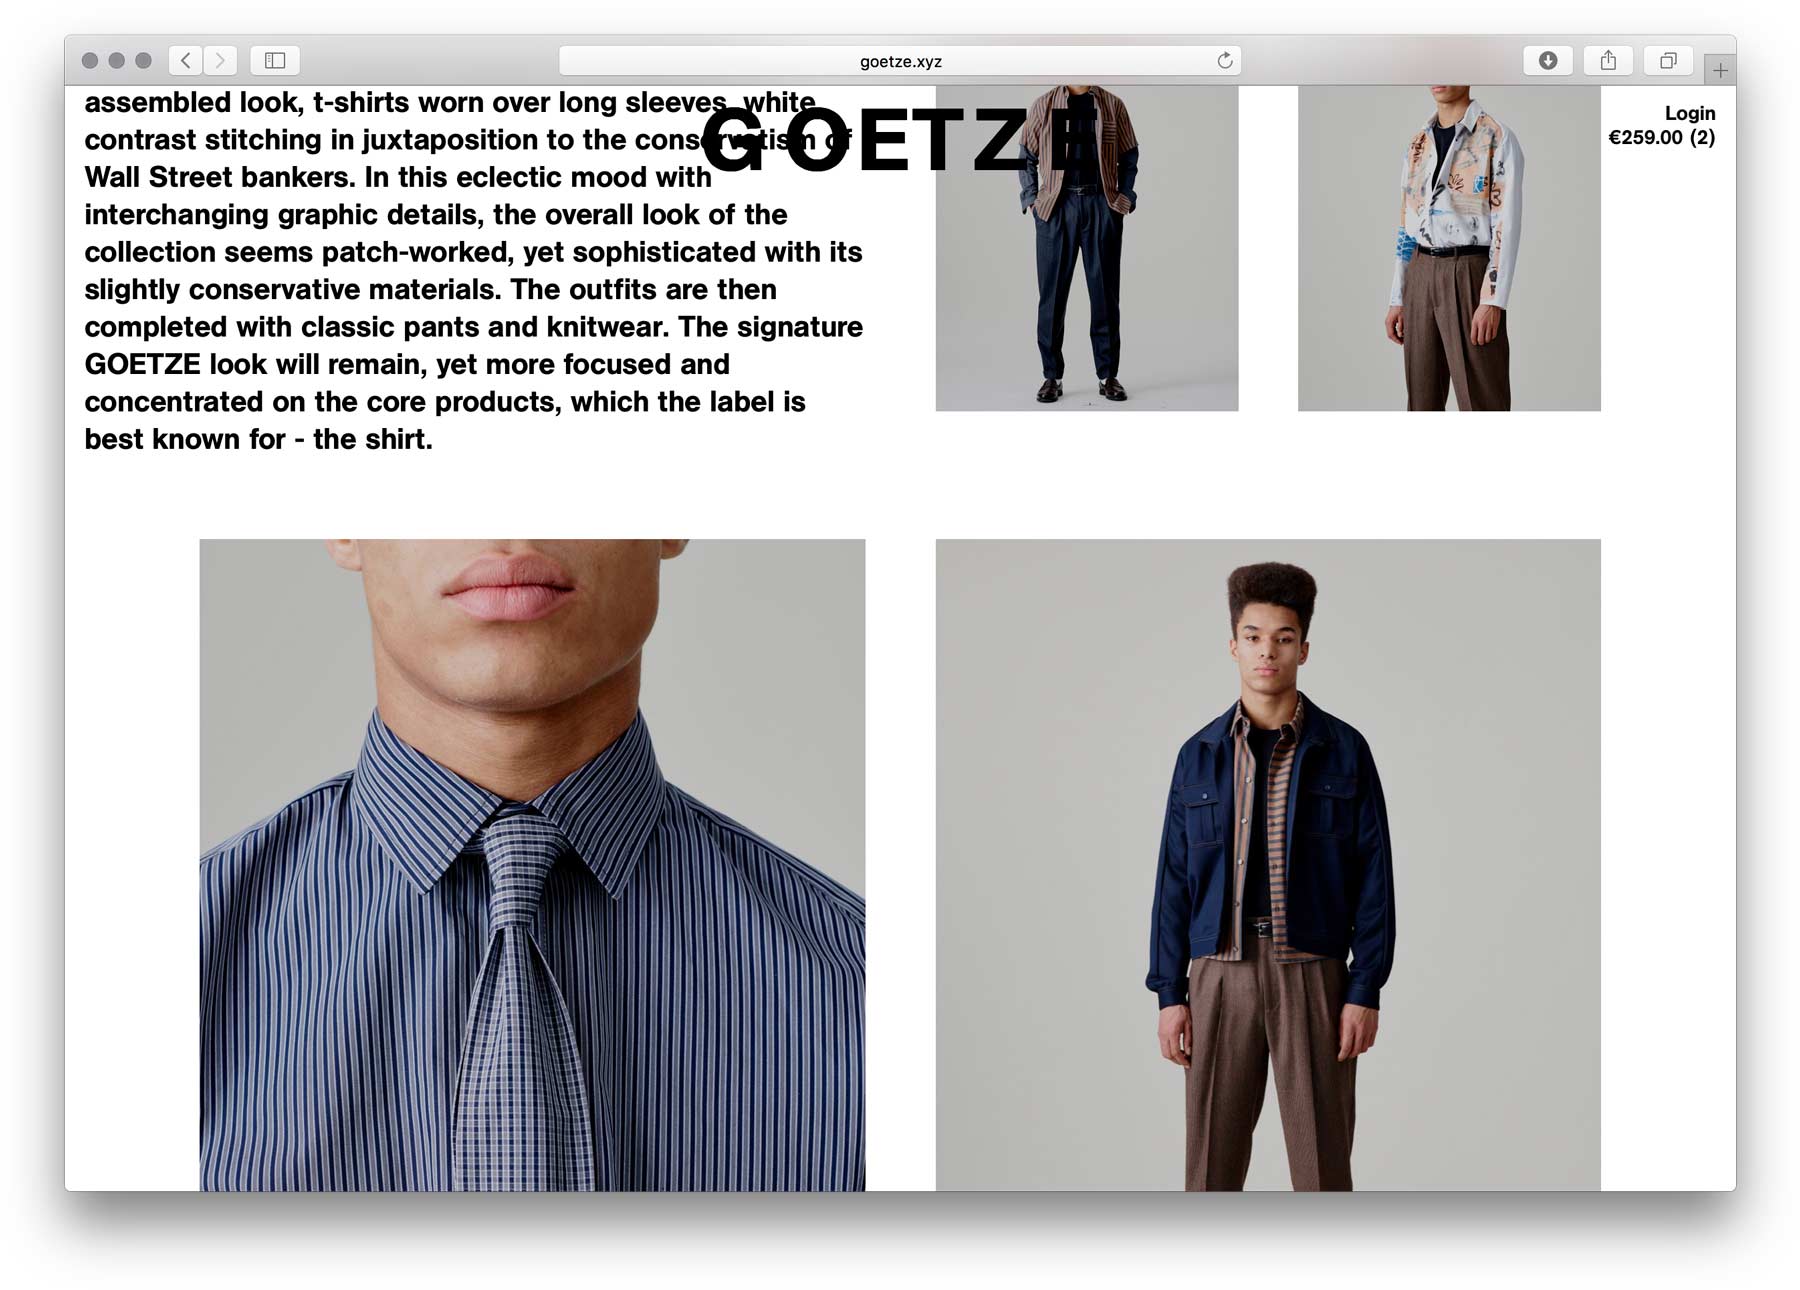 goetze.xyz
assembled look, t-shirts worn over long sleeves, white
contrast stitching in juxtaposition to the conservatism of
Wall Street bankers. In this eclectic mood with
interchanging graphic details, the overall look of the
collection seems patch-worked, yet sophisticated with its
slightly conservative materials. The outfits are then
completed with classic pants and knitwear. The signature
GOETZE look will remain, yet more focused and
concentrated on the core products, which the label is
best known for - the shirt.
GOETZE
Login
€259.00 (2)